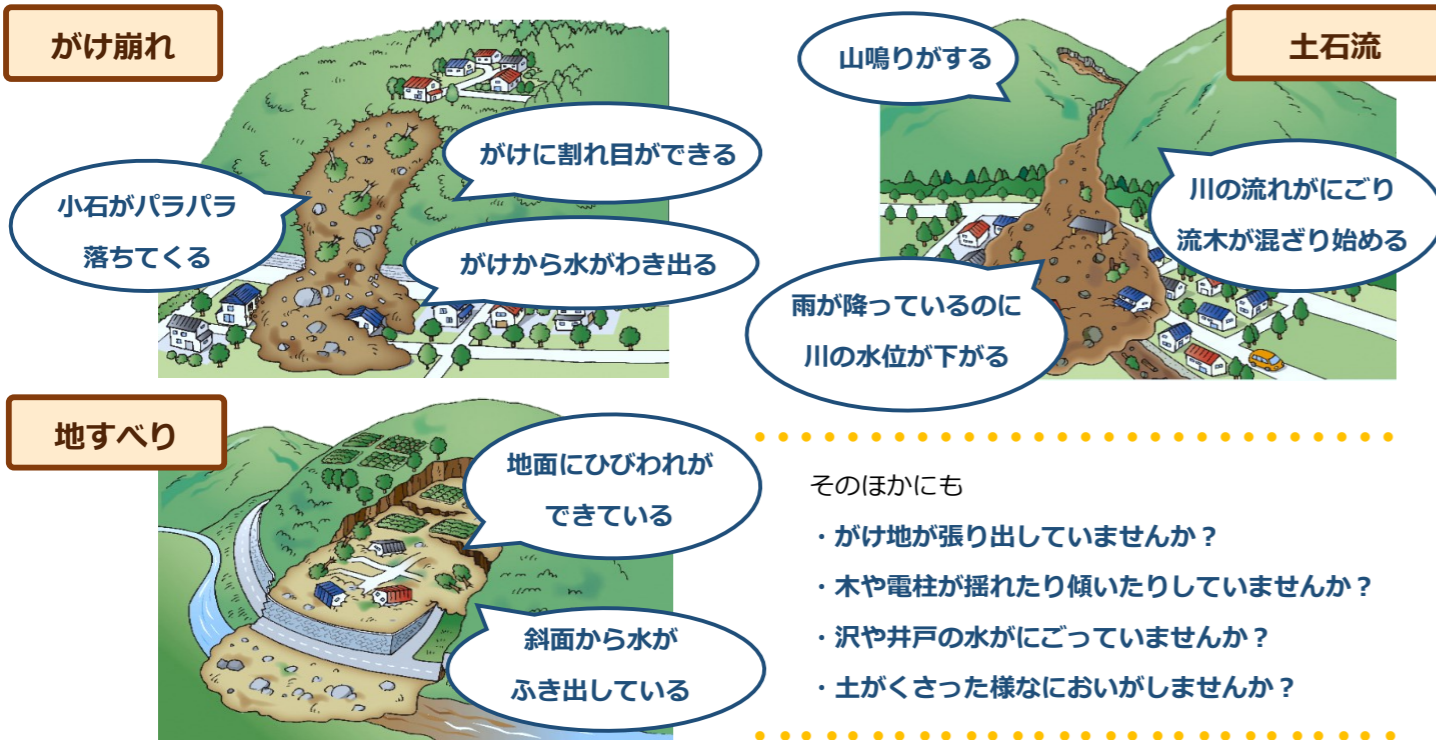 がけ崩れ
がけに割れ目ができる
小石がパラパラ
落ちてくる
がけから水がわき出る
土石流
山鳴りがする
川の流れがにごり
流木が混ざり始める
雨が降っているのに
川の水位が下がる
地すべり
地面にひびわれが
できている
斜面から水が
ふき出している
そのほかにも
・がけ地が張り出していませんか？
・木や電柱が揺れたり傾いたりしていませんか？
・沢や井戸の水がにごっていませんか？
・土がくさった様なにおいがしませんか？